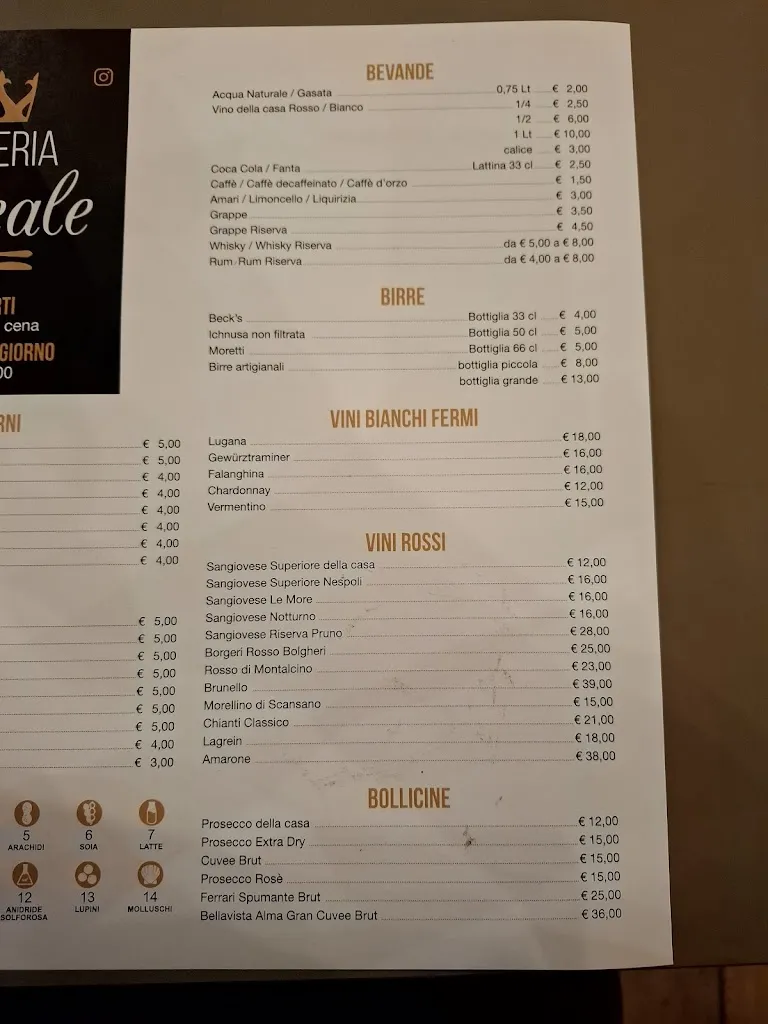 ERIA
eale
RTI
cena
GIORNO
00
RNI
€ 5,00
€ 5,00
€ 4,00
€ 4,00
€ 4,00
€ 4,00
€ 4,00
€ 4,00
€ 5,00
€ 5,00
€ 5,00
€ 5,00
€ 5,00
€ 5,00
€ 5,00
€ 4,00
€ 3,00
5 6 7
ARACHIDI SOIA LATTE
12 13 14
ANIDRIDE SOLFOROSA LUPINI MOLLUSCHI
BEVANDE
Acqua Naturale / Gasata 0,75 Lt € 2,00
Vino della casa Rosso / Bianco 1/4 € 2,50
1/2 € 6,00
1 Lt € 10,00
calice € 3,00
Coca Cola / Fanta Lattina 33 cl € 2,50
Caffè / Caffè decaffeinato / Caffè d'orzo € 1,50
Amari / Limoncello / Liquirizia € 3,00
Grappe € 3,50
Grappe Riserva € 4,50
Whisky / Whisky Riserva da € 5,00 a € 8,00
Rum/Rum Riserva da € 4,00 a € 8,00
BIRRE
Beck's Bottiglia 33 cl € 4,00
Ichnusa non filtrata Bottiglia 50 cl € 5,00
Moretti Bottiglia 66 cl € 5,00
Birre artigianali bottiglia piccola € 8,00
bottiglia grande € 13,00
VINI BIANCHI FERMI
Lugana € 18,00
Gewürztraminer € 16,00
Falanghina € 16,00
Chardonnay € 12,00
Vermentino € 15,00
VINI ROSSI
Sangiovese Superiore della casa € 12,00
Sangiovese Superiore Nespoli € 16,00
Sangiovese Le More € 16,00
Sangiovese Notturno € 16,00
Sangiovese Riserva Pruno € 28,00
Borgeri Rosso Bolgheri € 25,00
Rosso di Montalcino € 23,00
Brunello € 39,00
Morellino di Scansano € 15,00
Chianti Classico € 21,00
Lagrein € 18,00
Amarone € 38,00
BOLLICINE
Prosecco della casa € 12,00
Prosecco Extra Dry € 15,00
Cuvee Brut € 15,00
Prosecco Rosè € 15,00
Ferrari Spumante Brut € 25,00
Bellavista Alma Gran Cuvee Brut € 36,00